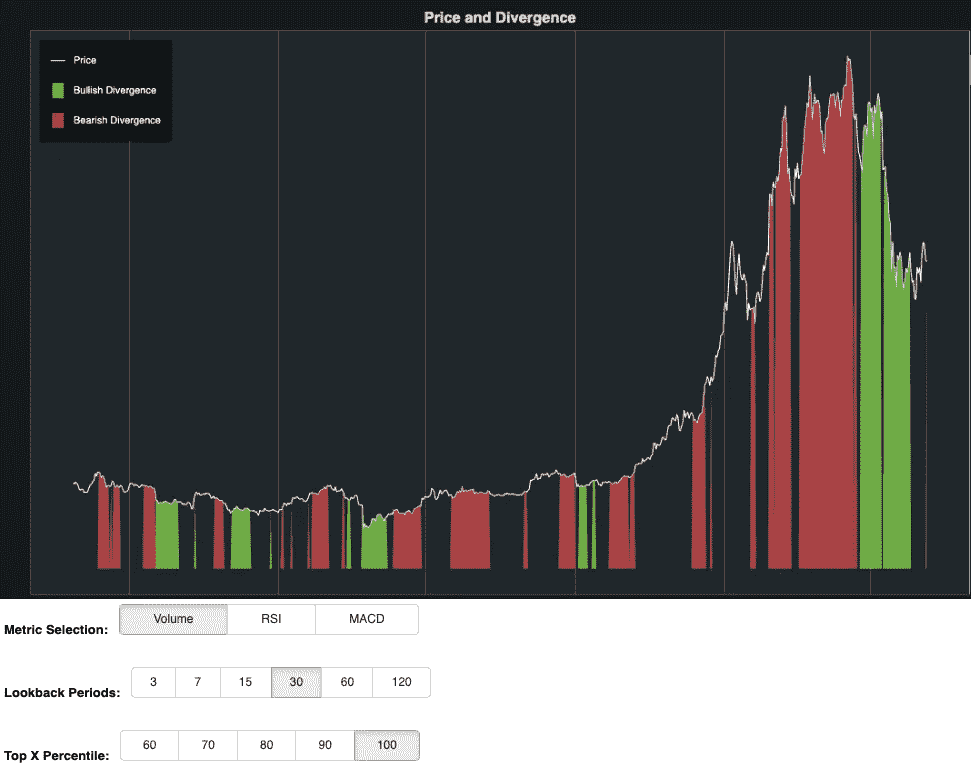 Price and Divergence
Price
Bullish Divergence
Bearish Divergence
Metric Selection: Volume RSI MACD
Lookback Periods: 3 7 15 30 60 120
Top X Percentile: 60 70 80 90 100